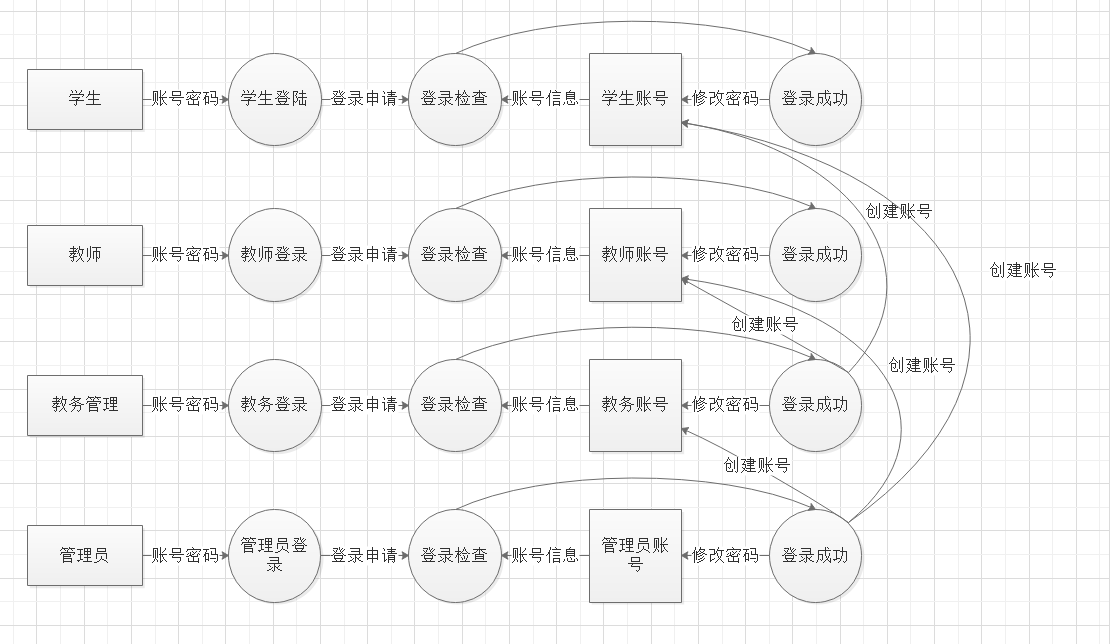 学生
账号密码
学生登陆
登录申请
登录检查
账号信息
学生账号
修改密码
登录成功
创建账号
教师
账号密码
教师登录
登录申请
登录检查
账号信息
教师账号
修改密码
登录成功
创建账号
创建账号
创建账号
教务管理
账号密码
教务登录
登录申请
登录检查
账号信息
教务账号
修改密码
登录成功
创建账号
管理员
账号密码
管理员登
录
登录申请
登录检查
账号信息
管理员账
号
修改密码
登录成功